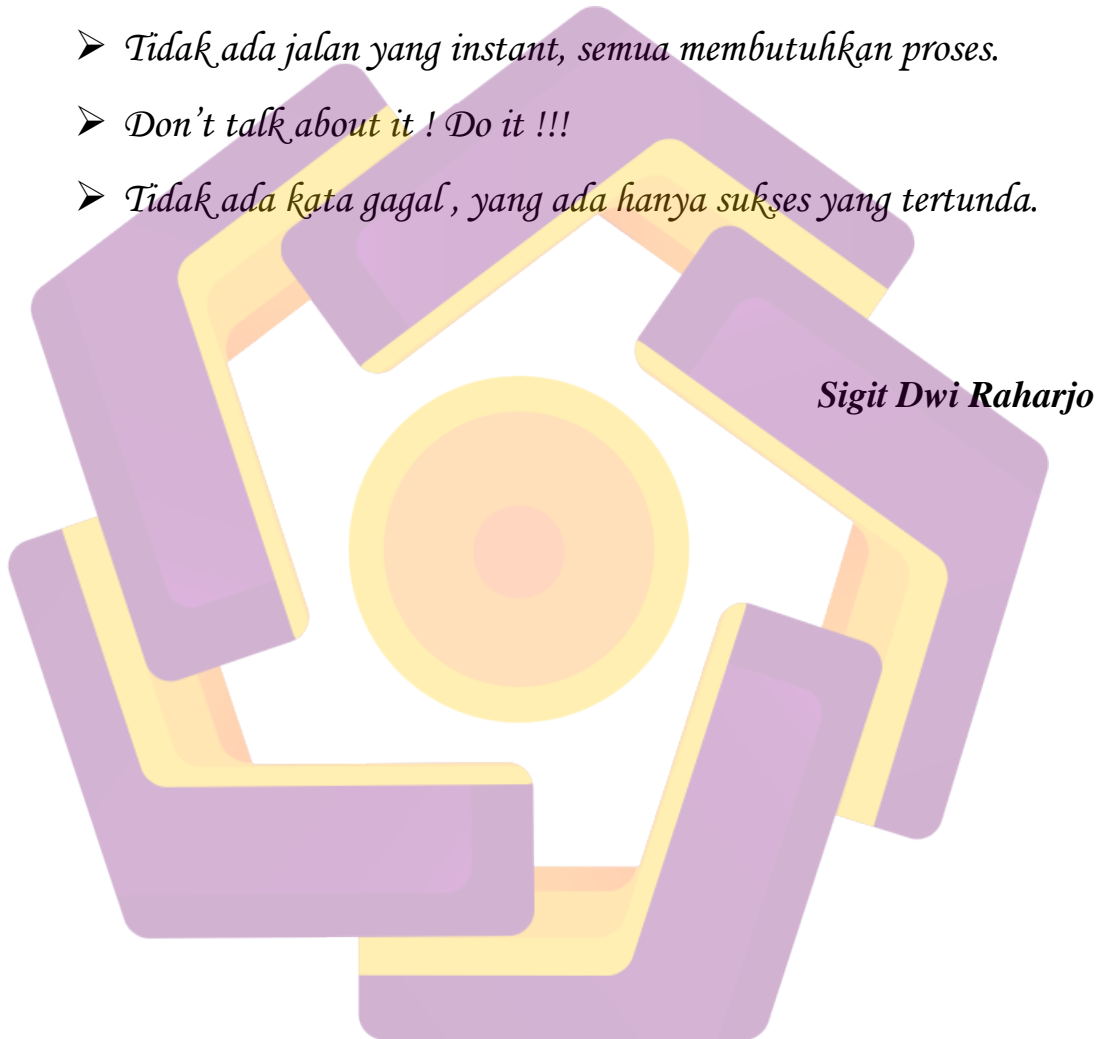 ➢ Tidak ada jalan yang instant, semua membutuhkan proses.
➢ Don't talk about it ! Do it !!!
➢ Tidak ada kata gagal , yang ada hanya sukses yang tertunda.
Sigit Dwi Raharjo